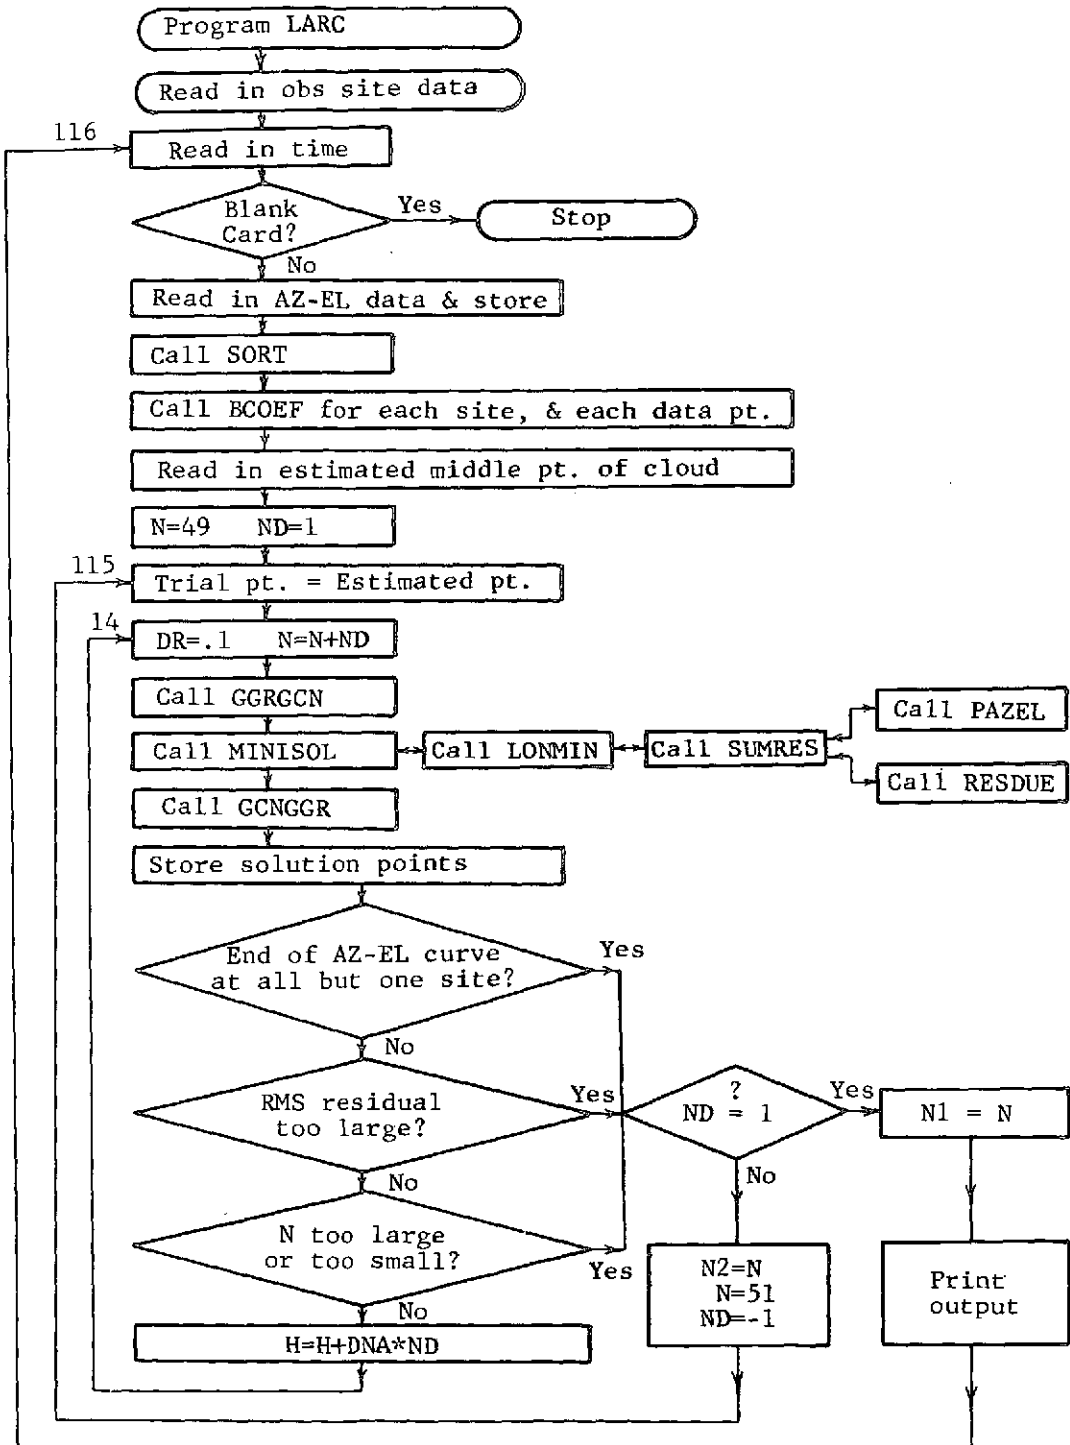 Program LARC
Read in obs site data
116
Read in time
Blank
Card?
Yes
Stop
No
Read in AZ-EL data & store
Call SORT
Call BCOEF for each site, & each data pt.
Read in estimated middle pt. of cloud
N=49 ND=1
115
Trial pt. = Estimated pt.
14
DR=.1 N=N+ND
Call GGRGCN
Call MINISOL
Call LONMIN
Call SUMRES
Call PAZEL
Call RESDUE
Call GCNGGR
Store solution points
End of AZ-EL curve
at all but one site?
Yes
No
RMS residual
too large?
Yes
?
ND = 1
Yes
N1 = N
No
No
N too large
or too small?
Yes
N2=N
N=51
ND=-1
Print
output
No
H=H+DNA*ND